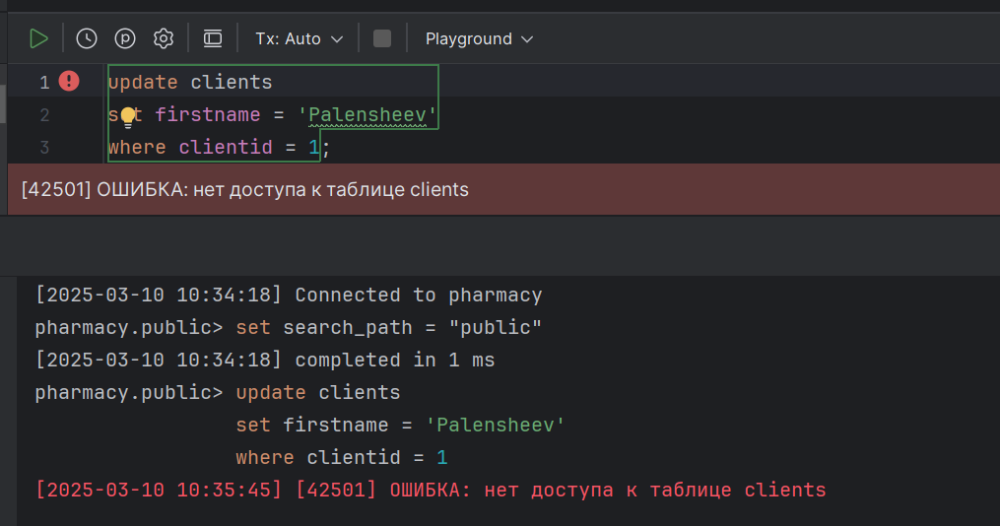 Tx: Auto Playground
1 update clients
2 set firstname = 'Palensheev'
3 where clientid = 1;
[42501] ОШИБКА: нет доступа к таблице clients
[2025-03-10 10:34:18] Connected to pharmacy
pharmacy.public> set search_path = "public"
[2025-03-10 10:34:18] completed in 1 ms
pharmacy.public> update clients
set firstname = 'Palensheev'
where clientid = 1
[2025-03-10 10:35:45] [42501] ОШИБКА: нет доступа к таблице clients